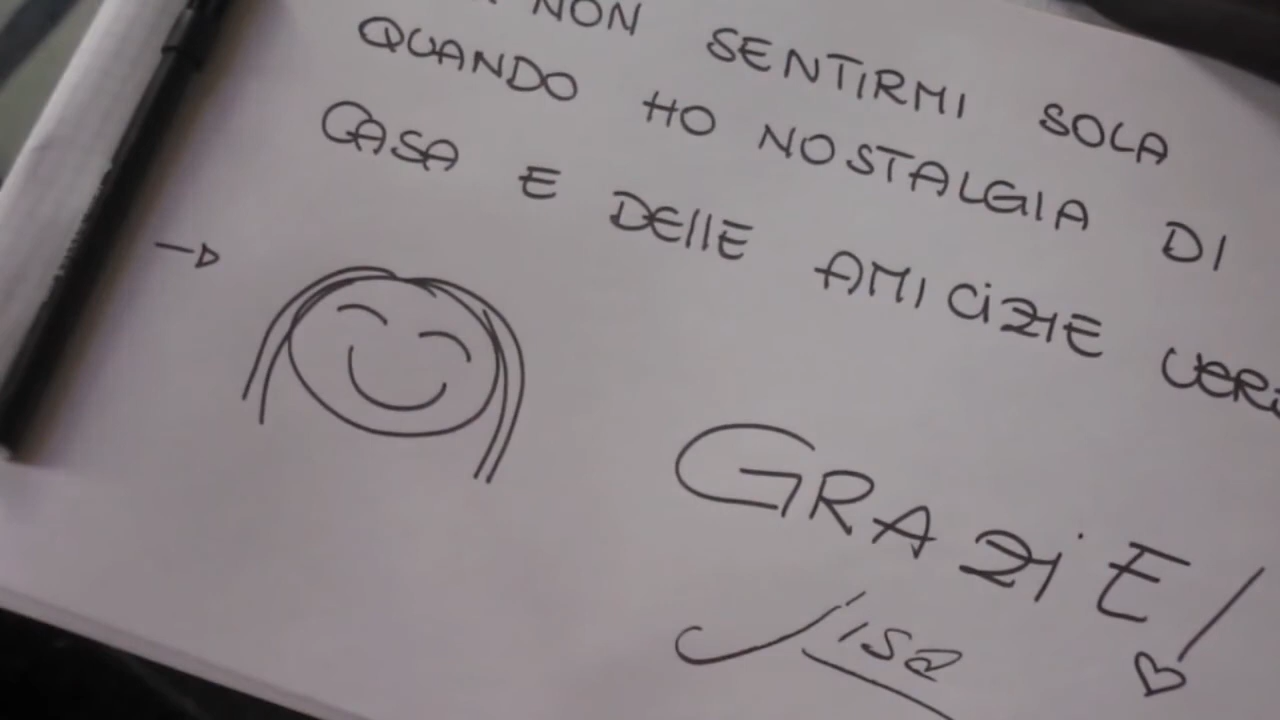 NON SENTIRMI SOLA
QUANDO HO NOSTALGIA DI
CASA E DELLE AMICIZIE
GRAZIE!